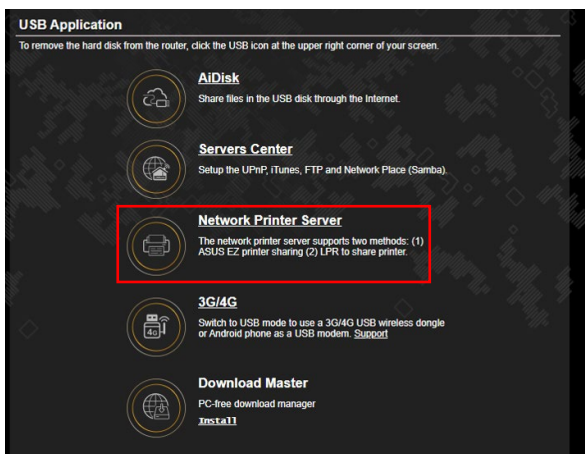 USB Application
To remove the hard disk from the router, click the USB icon at the upper right corner of your screen.
AiDisk
Share files in the USB disk through the Internet.
Servers Center
Setup the UPnP, iTunes, FTP and Network Place (Samba).
Network Printer Server
The network printer server supports two methods: (1)
ASUS EZ printer sharing (2) LPR to share printer.
3G/4G
4G
Switch to USB mode to use a 3G/4G USB wireless dongle
or Android phone as a USB modem. Support
Download Master
PC-free download manager
Install